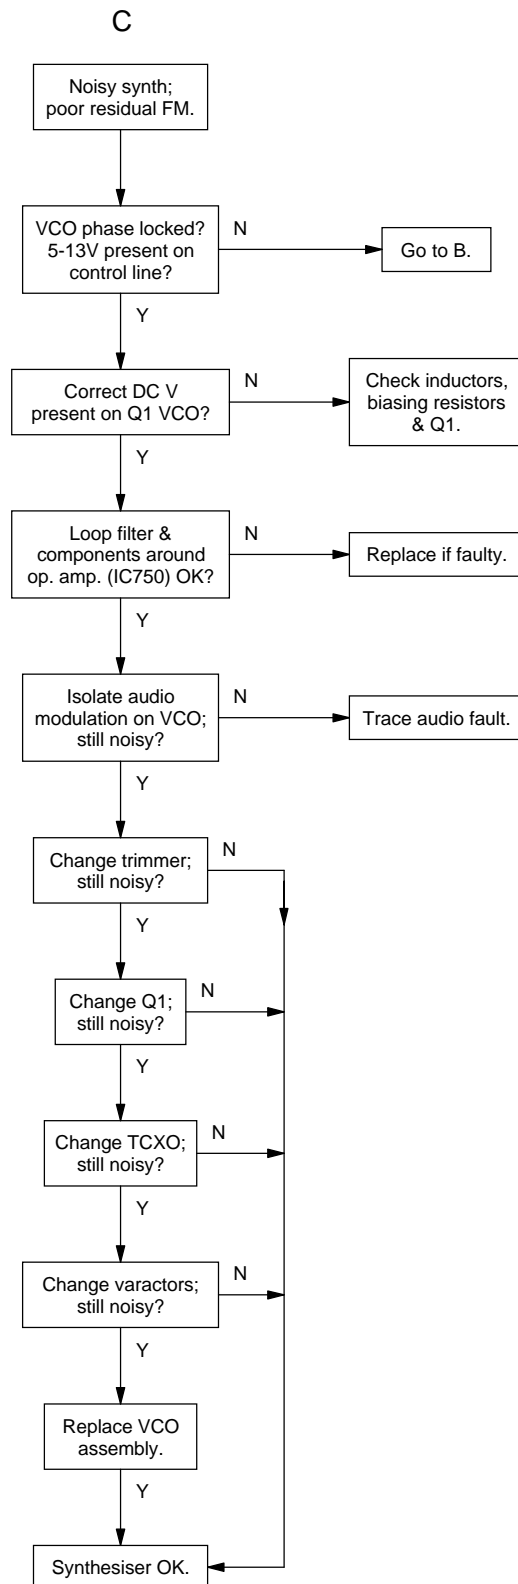 C
Noisy synth;
poor residual FM.
VCO phase locked?
5-13V present on
control line?
N
Go to B.
Y
Correct DC V
present on Q1 VCO?
N
Check inductors,
biasing resistors
& Q1.
Y
Loop filter &
components around
op. amp. (IC750) OK?
N
Replace if faulty.
Y
Isolate audio
modulation on VCO;
still noisy?
N
Trace audio fault.
Y
Change trimmer;
still noisy?
N
Y
Change Q1;
still noisy?
N
Y
Change TCXO;
still noisy?
N
Y
Change varactors;
still noisy?
N
Y
Replace VCO
assembly.
Y
Synthesiser OK.